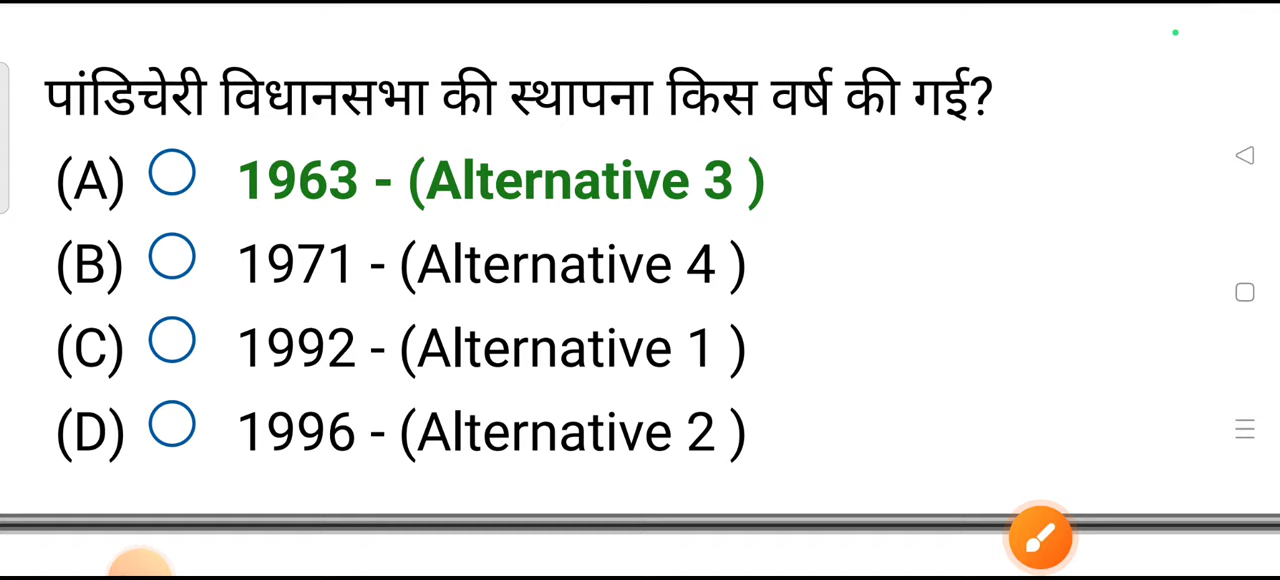 पांडिचेरी विधानसभा की स्थापना किस वर्ष की गई?
(A) 1963 - (Alternative 3 )
(B) 1971 - (Alternative 4 )
(C) 1992 - (Alternative 1 )
(D) 1996 - (Alternative 2 )